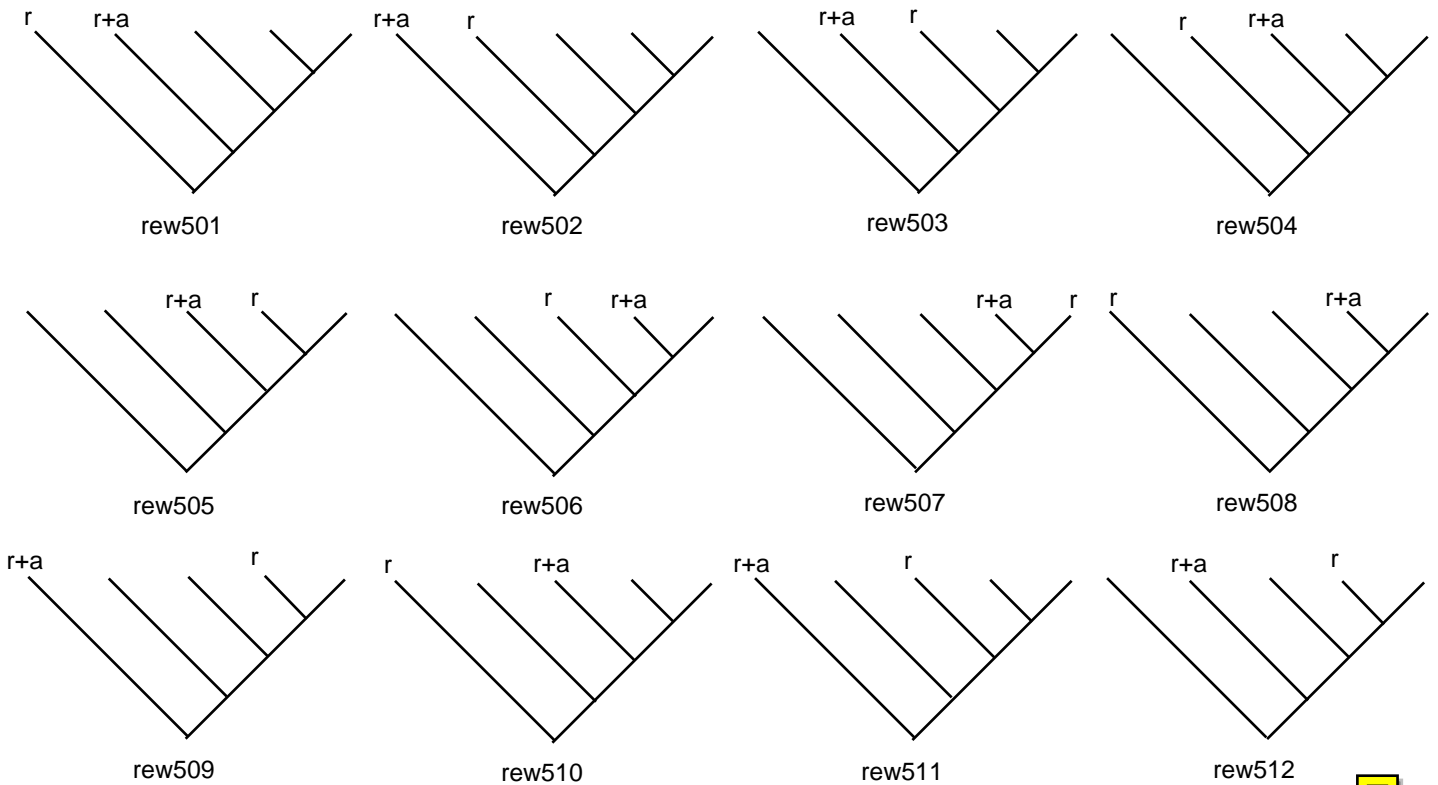 r r+a r+a r r+a r r r+a
rew501 rew502 rew503 rew504
r+a r r r+a r+a r r r+a
rew505 rew506 rew507 rew508
r+a r r r+a r+a r r+a r
rew509 rew510 rew511 rew512